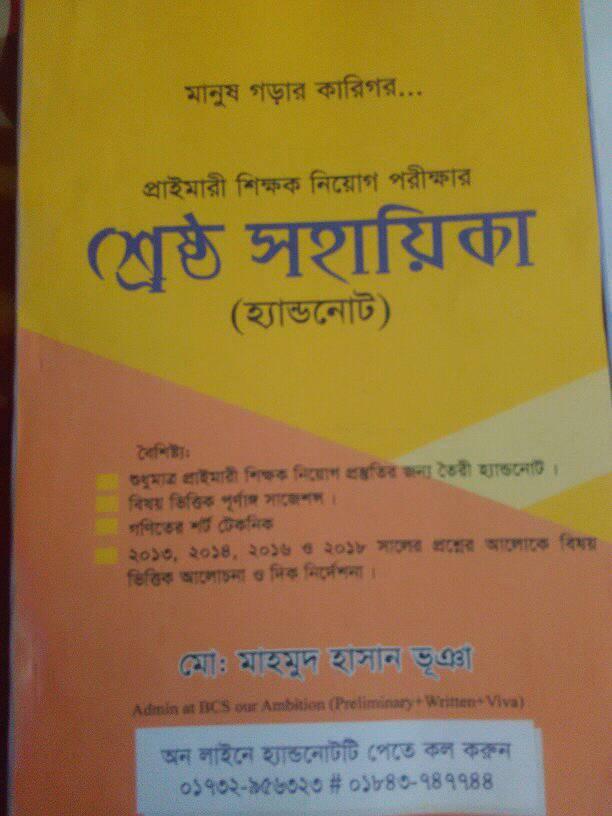 মানুষ গড়ার কারিগর...
প্রাইমারী শিক্ষক নিয়োগ পরীক্ষার
শ্রেষ্ঠ সহায়িকা
(হ্যান্ডনোট)
বৈশিষ্ট্য:
শুধুমাত্র প্রাইমারী শিক্ষক নিয়োগ প্রস্তুতির জন্য তৈরী হ্যান্ডনোট ।
বিষয় ভিত্তিক পূর্ণাঙ্গ সাজেশন্স ।
গণিতের শর্ট টেকনিক
২০১৩, ২০১৪, ২০১৬ ও ২০১৮ সালের প্রশ্নের আলোকে বিষয়
ভিত্তিক আলোচনা ও দিক নির্দেশনা ।
মো: মাহমুদ হাসান ভূঞা
Admin at BCS our Ambition (Preliminary+Written+Viva)
অন লাইনে হ্যান্ডনোটটি পেতে কল করুন
০১৭৩২-৯৫৬৩২৩ # ০১৮৪৩-৭৪৭৭৪৪